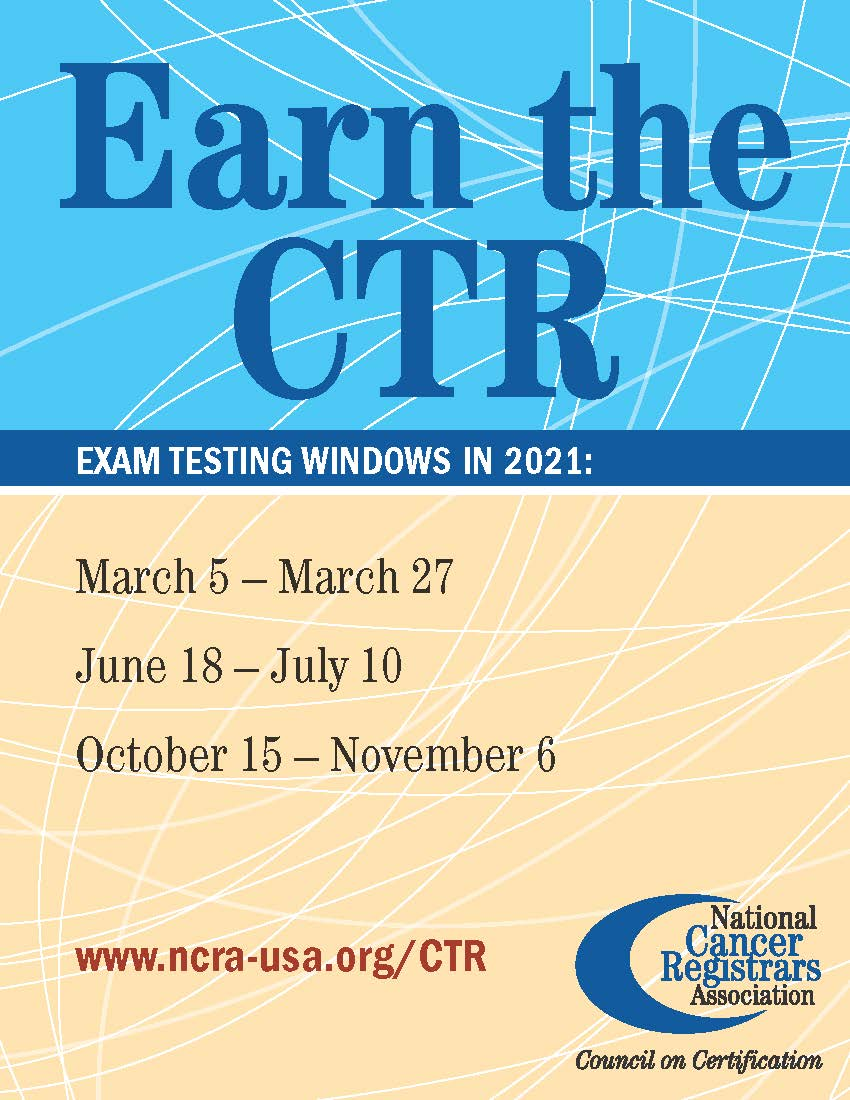 Earn the
CTR
EXAM TESTING WINDOWS IN 2021:
March 5 – March 27
June 18 – July 10
October 15 – November 6
www.ncra-usa.org/CTR
National
Cancer
Registrars
Association
Council on Certification